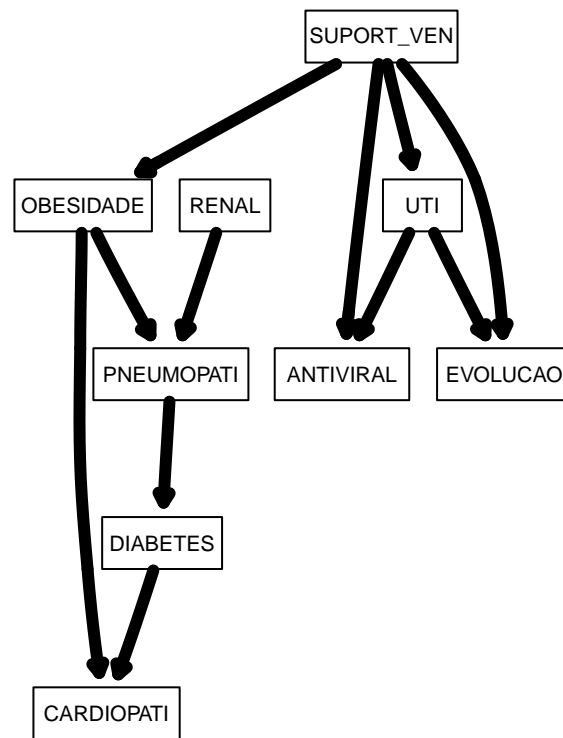 SUPORT_VEN
OBESIDADE
RENAL
UTI
PNEUMOPATI
ANTIVIRAL
EVOLUCAO
DIABETES
CARDIOPATI